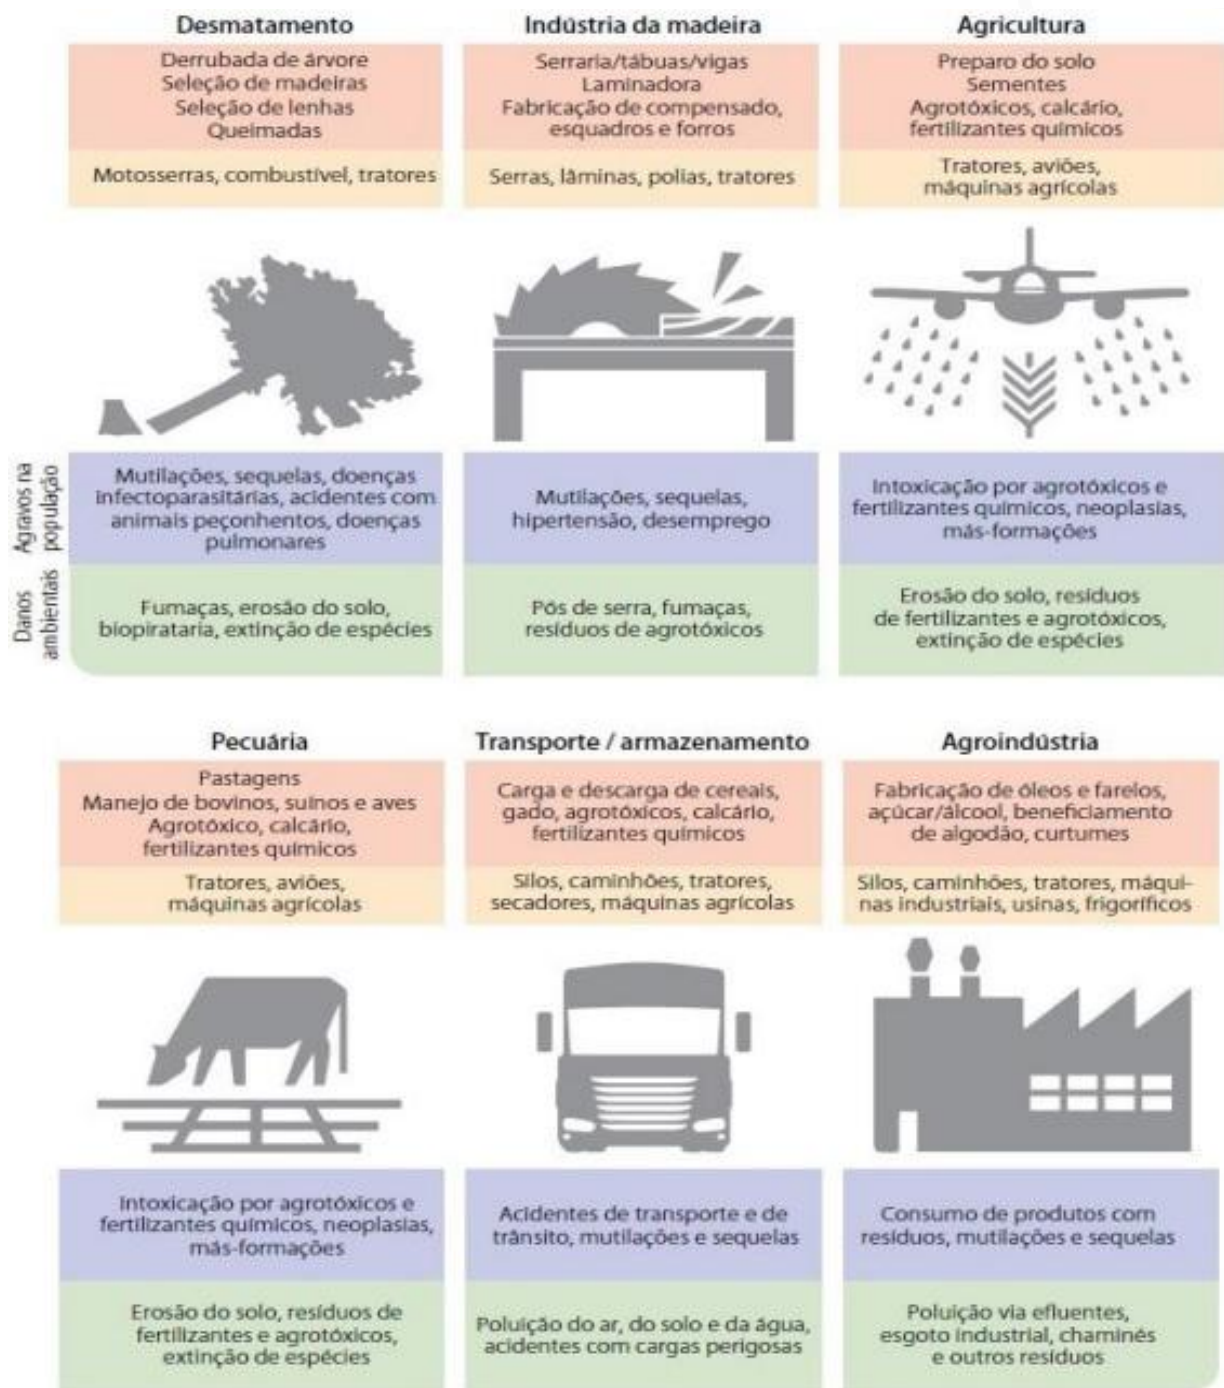 Desmatamento
Derrubada de árvore
Seleção de madeiras
Seleção de lenhas
Queimadas
Motosserras, combustível, tratores
Indústria da madeira
Serraria/tábuas/vigas
Laminadora
Fabricação de compensado,
esquadros e forros
Serras, lâminas, polias, tratores
Agricultura
Preparo do solo
Sementes
Agrotóxicos, calcário,
fertilizantes químicos
Tratores, aviões,
máquinas agrícolas
Agravos na
população
Mutilações, sequelas, doenças
infectoparasitárias, acidentes com
animais peçonhentos, doenças
pulmonares
Mutilações, sequelas,
hipertensão, desemprego
Intoxicação por agrotóxicos e
fertilizantes químicos, neoplasias,
más-formações
Danos
ambientais
Fumaças, erosão do solo,
biopirataria, extinção de espécies
Pós de serra, fumaças,
resíduos de agrotóxicos
Erosão do solo, resíduos
de fertilizantes e agrotóxicos,
extinção de espécies
Pecuária
Pastagens
Manejo de bovinos, suínos e aves
Agrotóxico, calcário,
fertilizantes químicos
Tratores, aviões,
máquinas agrícolas
Transporte / armazenamento
Carga e descarga de cereais,
gado, agrotóxicos, calcário,
fertilizantes químicos
Silos, caminhões, tratores,
secadores, máquinas agrícolas
Agroindústria
Fabricação de óleos e farelos,
açúcar/álcool, beneficiamento
de algodão, curtumes
Silos, caminhões, tratores, máqui-
nas industriais, usinas, frigoríficos
Intoxicação por agrotóxicos e
fertilizantes químicos, neoplasias,
más-formações
Acidentes de transporte e de
trânsito, mutilações e sequelas
Consumo de produtos com
resíduos, mutilações e sequelas
Erosão do solo, resíduos de
fertilizantes e agrotóxicos,
extinção de espécies
Poluição do ar, do solo e da água,
acidentes com cargas perigosas
Poluição via efluentes,
esgoto industrial, chaminés
e outros resíduos